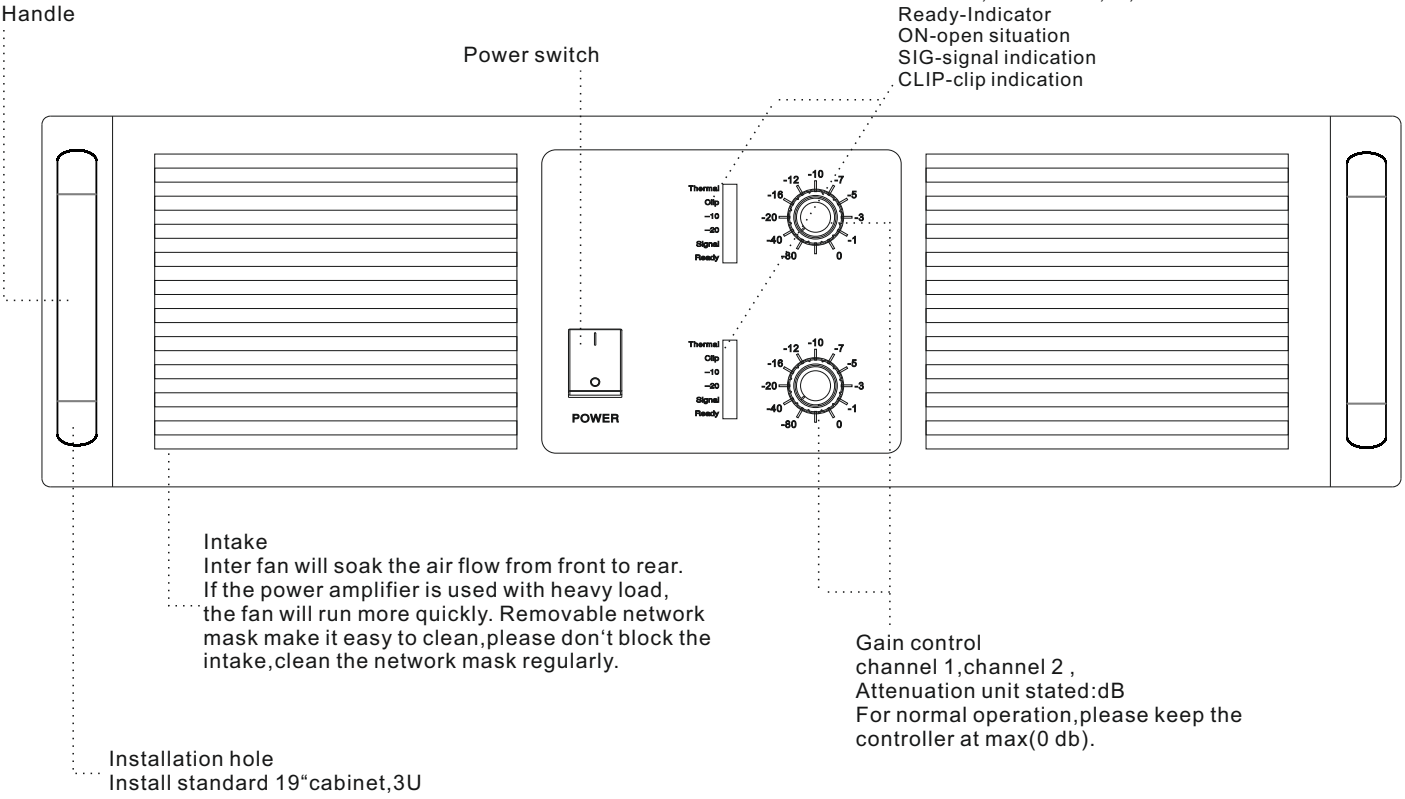 Handle
Ready-Indicator
ON-open situation
SIG-signal indication
CLIP-clip indication
Power switch
Thermal
Clip
-10
-20
Signal
Ready
-12
-10
-7
-16
-5
-20
-3
-40
-1
-80
0
Thermal
Clip
-10
-20
Signal
Ready
-12
-10
-7
-16
-5
-20
-3
-40
-1
-80
0
POWER
Intake
Inter fan will soak the air flow from front to rear.
If the power amplifier is used with heavy load,
the fan will run more quickly. Removable network
mask make it easy to clean,please don‘t block the
intake,clean the network mask regularly.
Gain control
channel 1,channel 2 ,
Attenuation unit stated:dB
For normal operation,please keep the
controller at max(0 db).
Installation hole
Install standard 19“cabinet,3U